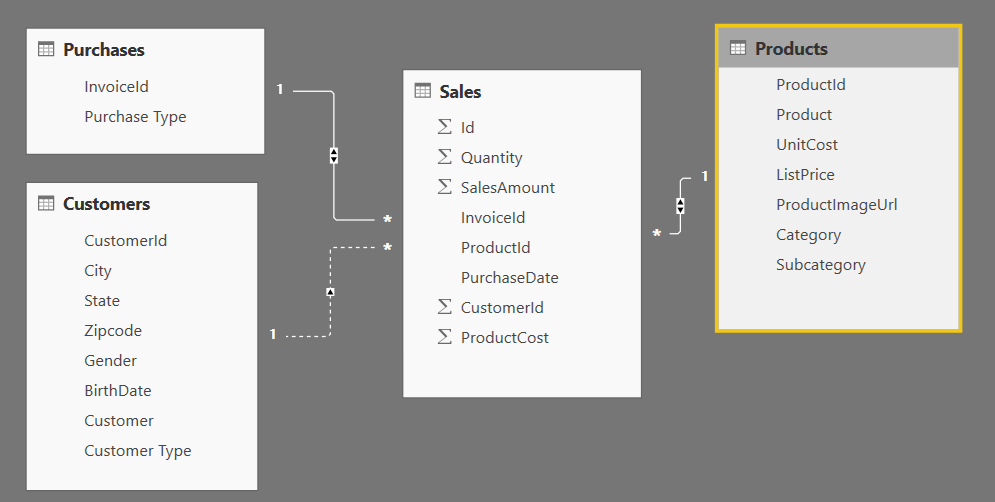 Purchases
InvoiceId
Purchase Type
1
*
Customers
CustomerId
City
State
Zipcode
Gender
BirthDate
Customer
Customer Type
1
*
Sales
Σ Id
Σ Quantity
Σ SalesAmount
InvoiceId
ProductId
PurchaseDate
Σ CustomerId
Σ ProductCost
*
1
Products
ProductId
Product
UnitCost
ListPrice
ProductImageUrl
Category
Subcategory